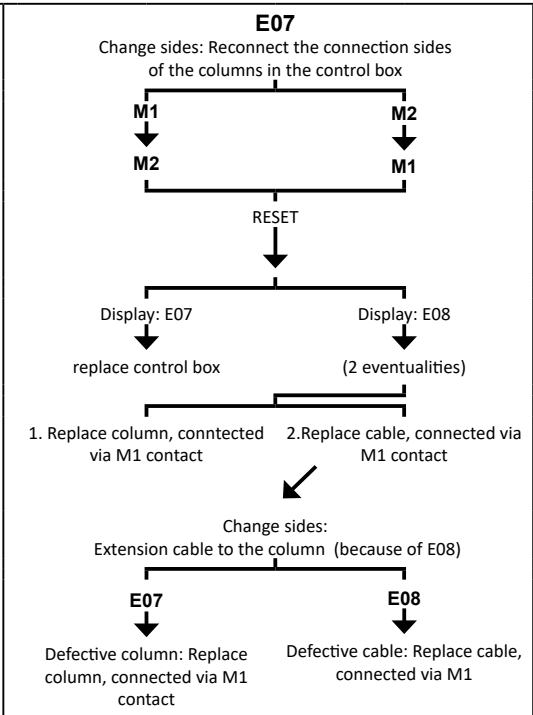 E07
Change sides: Reconnect the connection sides
of the columns in the control box
M1
M2
M2
M1
RESET
Display: E07
Display: E08
replace control box
(2 eventualities)
1. Replace column, conntected
via M1 contact
2.Replace cable, connected via
M1 contact
Change sides:
Extension cable to the column (because of E08)
E07
E08
Defective column: Replace
column, connected via M1
contact
Defective cable: Replace cable,
connected via M1